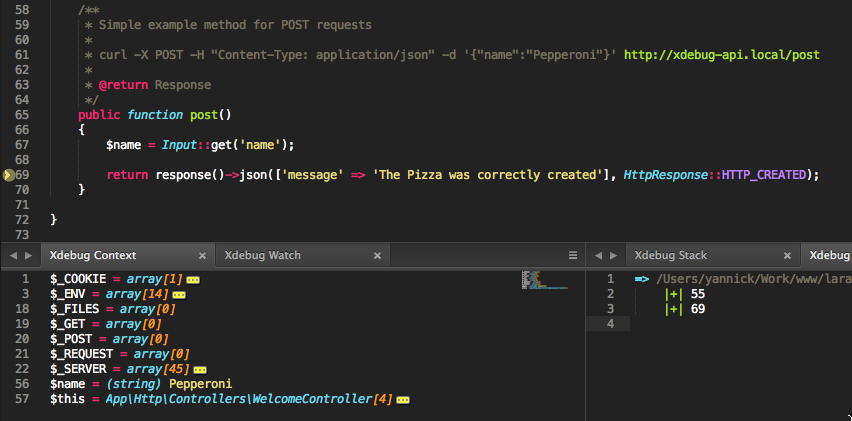 58 /**
59 * Simple example method for POST requests
60 *
61 * curl -X POST -H "Content-Type: application/json" -d '{"name":"Pepperoni"}' http://xdebug-api.local/post
62 *
63 * @return Response
64 */
65 public function post()
66 {
67 $name = Input::get('name');
68
69 return response()->json(['message' => 'The Pizza was correctly created'], HttpResponse::HTTP_CREATED);
70 }
71
72 }
73
Xdebug Context × Xdebug Watch ×
1 $_COOKIE = array[1]
3 $_ENV = array[14]
18 $_FILES = array[0]
19 $_GET = array[0]
20 $_POST = array[0]
21 $_REQUEST = array[0]
22 $_SERVER = array[45]
56 $name = (string) Pepperoni
57 $this = App\Http\Controllers\WelcomeController[4]
Xdebug Stack × Xdebug
1 => /Users/yannick/Work/www/lara
2 |+| 55
3 |+| 69
4